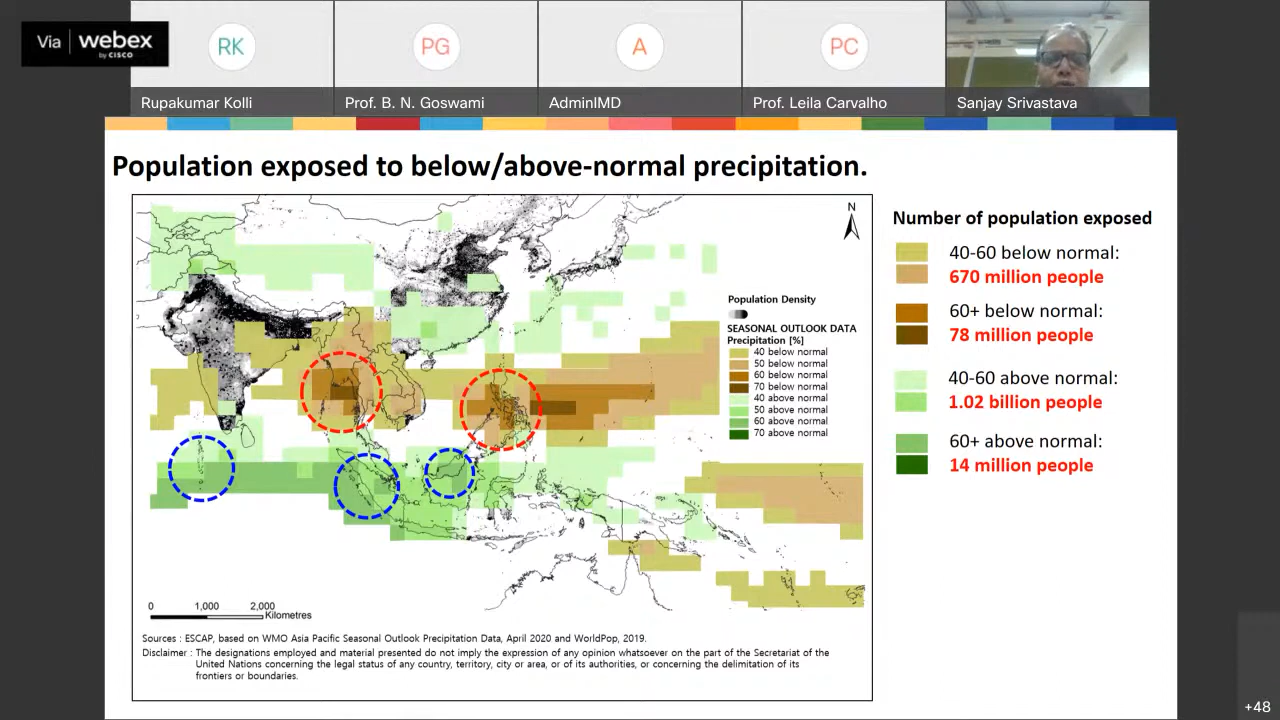 Via webex
by CISCO
RK
PG
A
PC
Rupakumar Kolli
Prof. B. N. Goswami
AdminIMD
Prof. Leila Carvalho
Sanjay Srivastava
Population exposed to below/above-normal precipitation.
N
Population Density
SEASONAL OUTLOOK DATA
Precipitation [%]
40 below normal
50 below normal
60 below normal
70 below normal
40 above normal
50 above normal
60 above normal
70 above normal
0 1,000 2,000
Kilometres
Sources : ESCAP, based on WMO Asia Pacific Seasonal Outlook Precipitation Data, April 2020 and WorldPop, 2019.
Disclaimer : The designations employed and material presented do not imply the expression of any opinion whatsoever on the part of the Secretariat of the
United Nations concerning the legal status of any country, territory, city or area, or of its authorities, or concerning the delimitation of its
frontiers or boundaries.
Number of population exposed
40-60 below normal:
670 million people
60+ below normal:
78 million people
40-60 above normal:
1.02 billion people
60+ above normal:
14 million people
+48